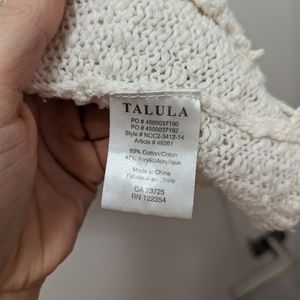 TALULA
PO # 4500037190
PO # 4500037192
Style # NOC2-3412-14
Article # 49261
53% Cotton/Coton
47% Acrylic/Acrylique
Made in China
Fabriqué en Chine
CA 23725
RN 122354